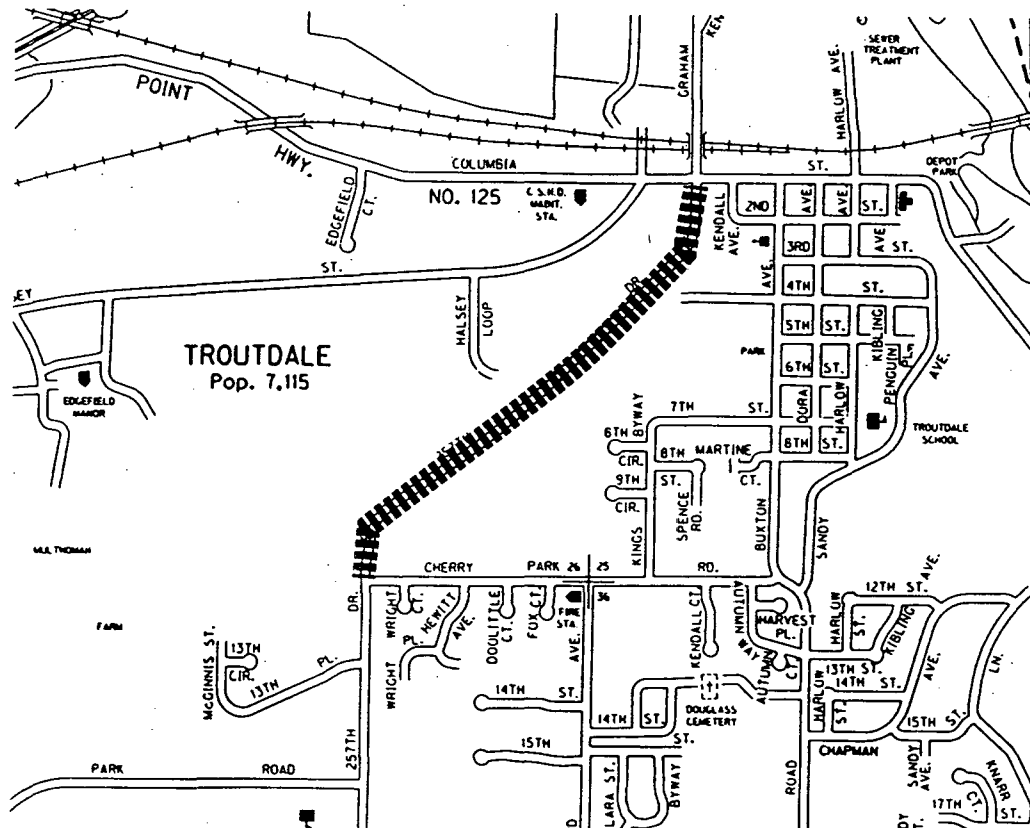 SEWER
TREATMENT
PLANT
GRAHAM
HARLOW AVE.
POINT
HWY.
COLUMBIA
ST.
DEPOT
PARK
NO. 125
C.S.H.D.
MAINT.
STA.
EDGEFIELD
CT.
KENDALL
AVE.
2ND
AVE.
AVE.
ST.
3RD
AVE.
ST.
ST.
DR.
AVE.
4TH
ST.
HALSEY
LOOP
5TH ST.
KIBLING
TROUTDALE
Pop. 7,115
PARK
6TH ST.
PENGUIN
PL.
AVE.
EDGEFIELD
MANOR
DORA
HARLOW
BYWAY
7TH ST.
6TH
CIR.
8TH
ST.
MARTINE
CT.
8TH ST.
TROUTDALE
SCHOOL
9TH
CIR.
SPENCE
RD.
KINGS
BUXTON
SANDY
MULTNOMAH
FARM
CHERRY PARK RD.
26 25
36
DR.
WRIGHT
CT.
HEWITT
AVE.
DOOLITTLE
CT.
FOX CT.
FIRE
STA.
KENDALL CT.
AUTUMN
WAY
HARVEST
PL.
AUTUMN
CT.
HARLOW
ST.
12TH ST.
AVE.
KIBLING
McGINNIS ST.
13TH
CIR.
13TH PL.
WRIGHT
PL.
AVE.
13TH ST.
14TH ST.
AVE.
LN.
14TH ST.
14TH ST.
DOUGLASS
CEMETERY
HARLOW
ST.
15TH
ST.
257TH
15TH ST.
ST.
CHAPMAN
SANDY
AVE.
KNARR
CT.
ST.
PARK ROAD
LARA ST.
BYWAY
ROAD
17TH